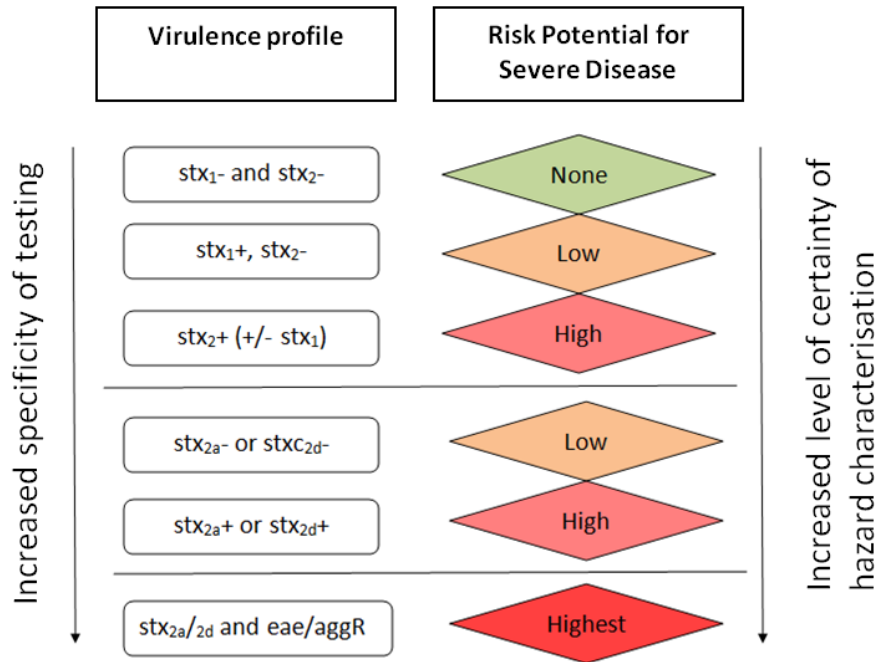 Virulence profile
Risk Potential for
Severe Disease
Increased specificity of testing
stx₁- and stx₂-
None
stx₁+, stx₂-
Low
stx₂+ (+/- stx₁)
High
stx₂ₐ- or stxc₂d-
Low
stx₂ₐ+ or stx₂d+
High
stx₂ₐ/₂d and eae/aggR
Highest
Increased level of certainty of
hazard characterisation